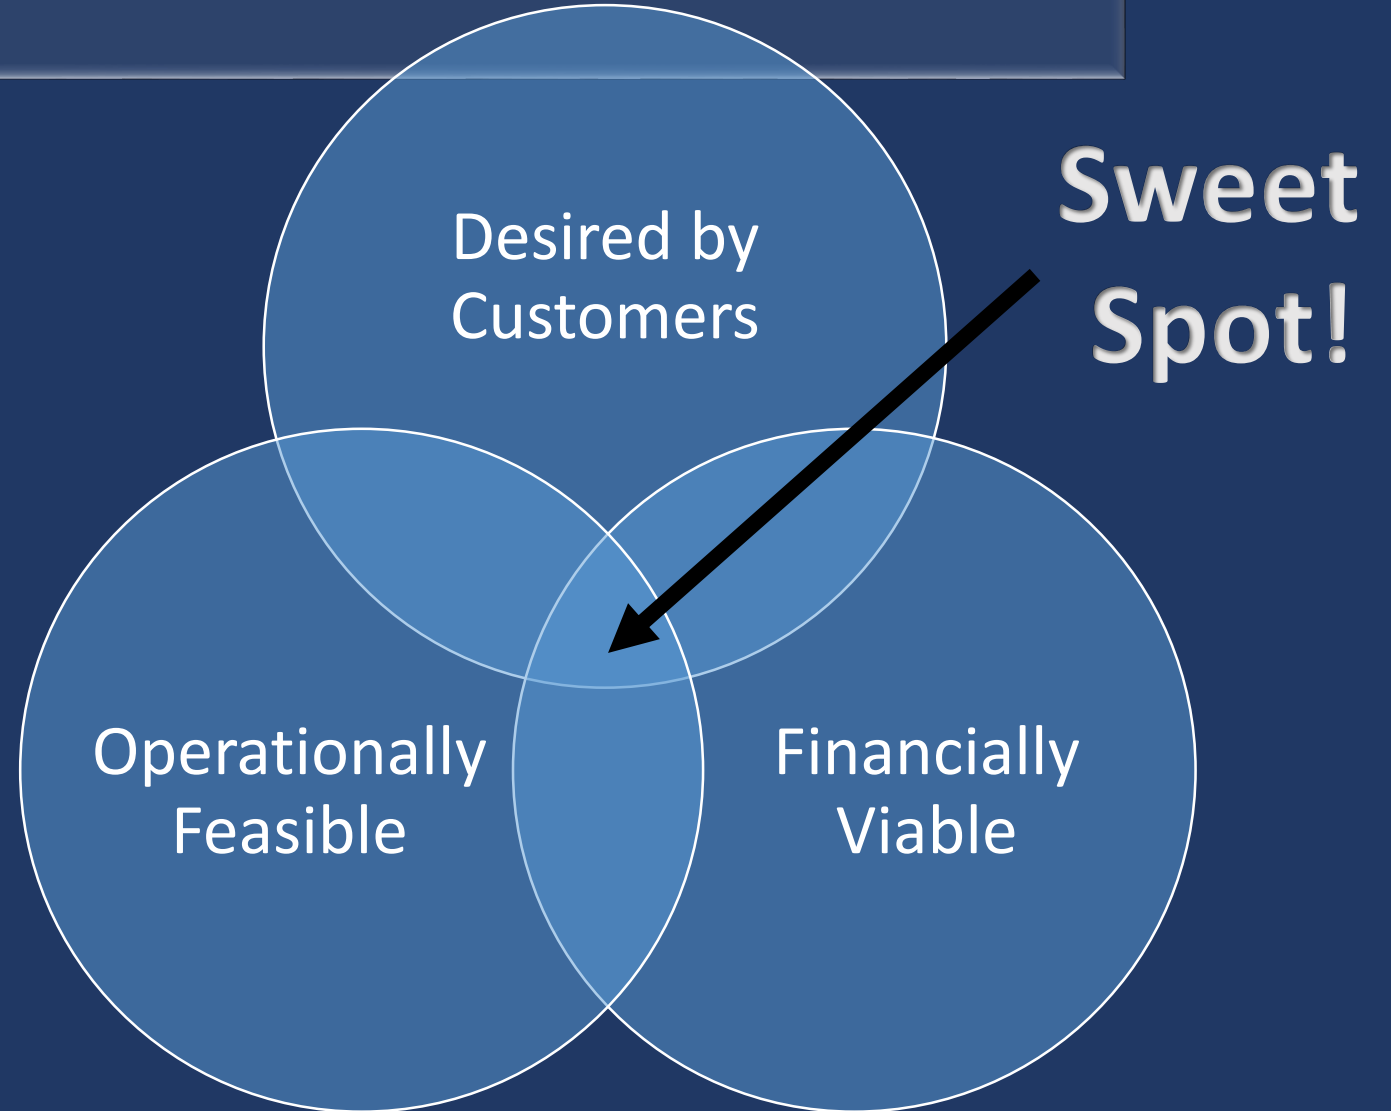 Desired by
Customers
Sweet
Spot!
Operationally
Feasible
Financially
Viable